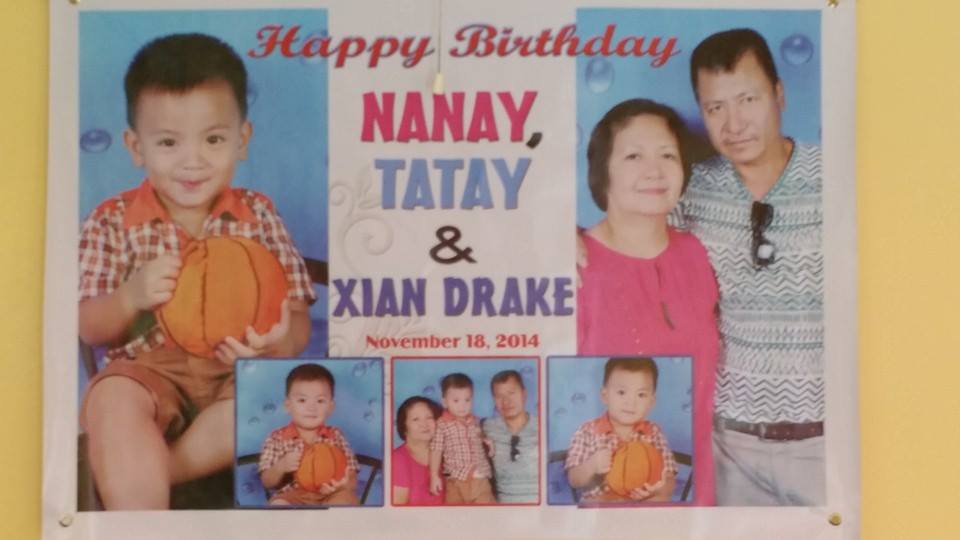 Happy Birthday
NANAY,
TATAY
&
XIAN DRAKE
November 18, 2014